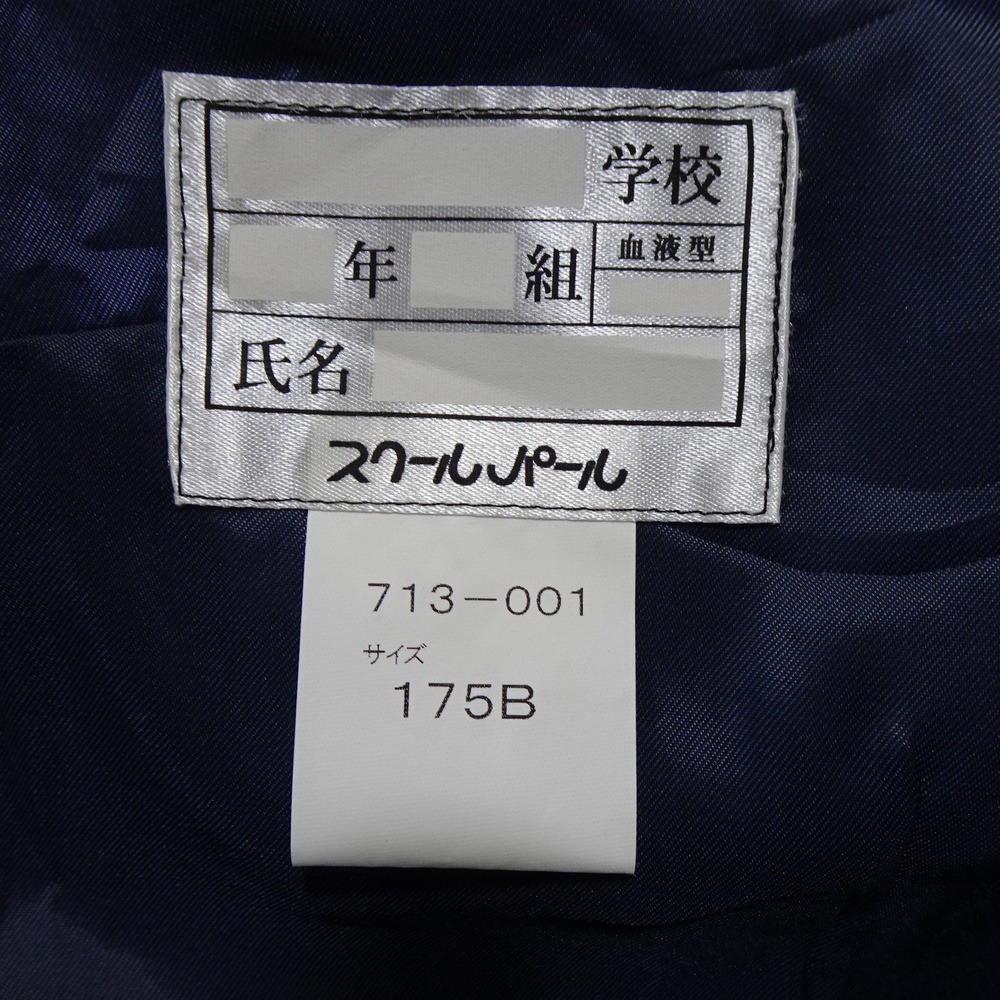 学校
年 組 血液型
氏名
スクールパール
713-001
サイズ
175B